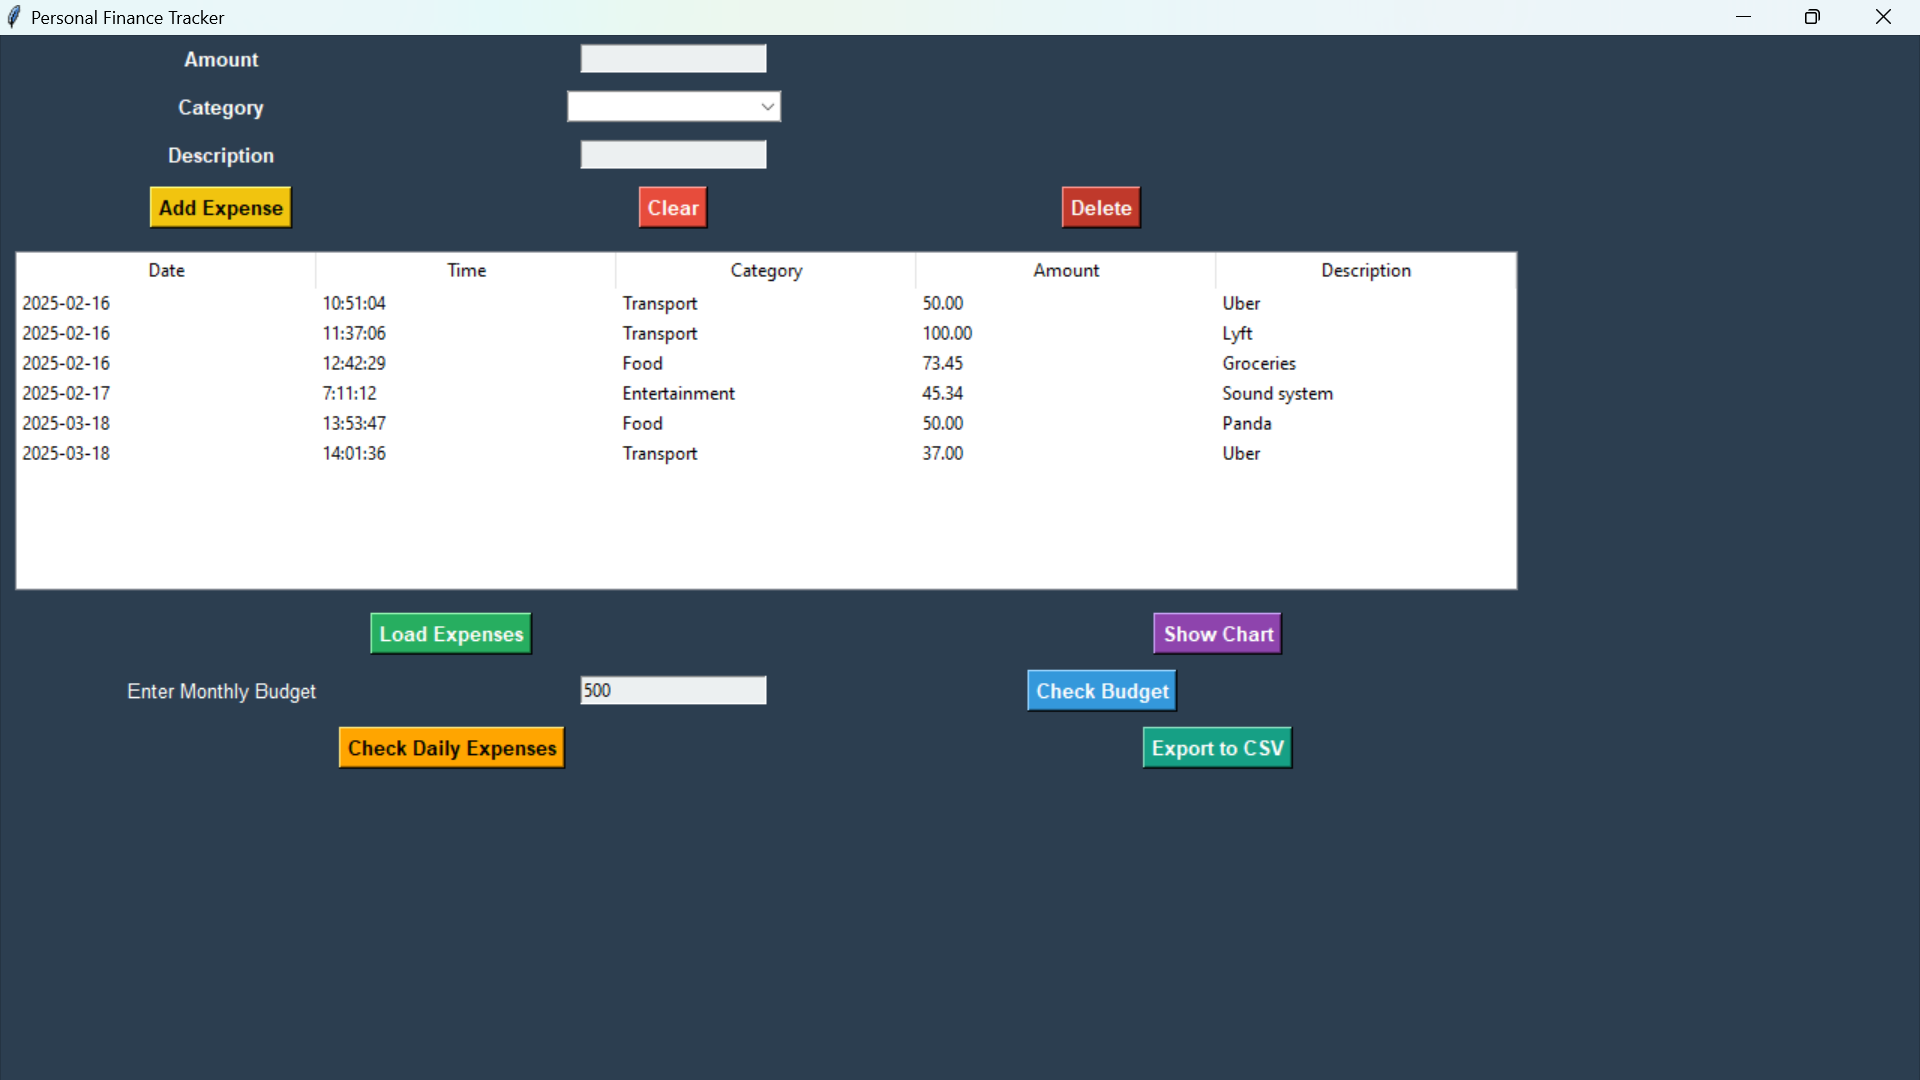 Personal Finance Tracker
Amount
Category
Description
Add Expense Clear Delete
Date Time Category Amount Description
2025-02-16 10:51:04 Transport 50.00 Uber
2025-02-16 11:37:06 Transport 100.00 Lyft
2025-02-16 12:42:29 Food 73.45 Groceries
2025-02-17 7:11:12 Entertainment 45.34 Sound system
2025-03-18 13:53:47 Food 50.00 Panda
2025-03-18 14:01:36 Transport 37.00 Uber
Load Expenses Show Chart
Enter Monthly Budget 500 Check Budget
Check Daily Expenses Export to CSV